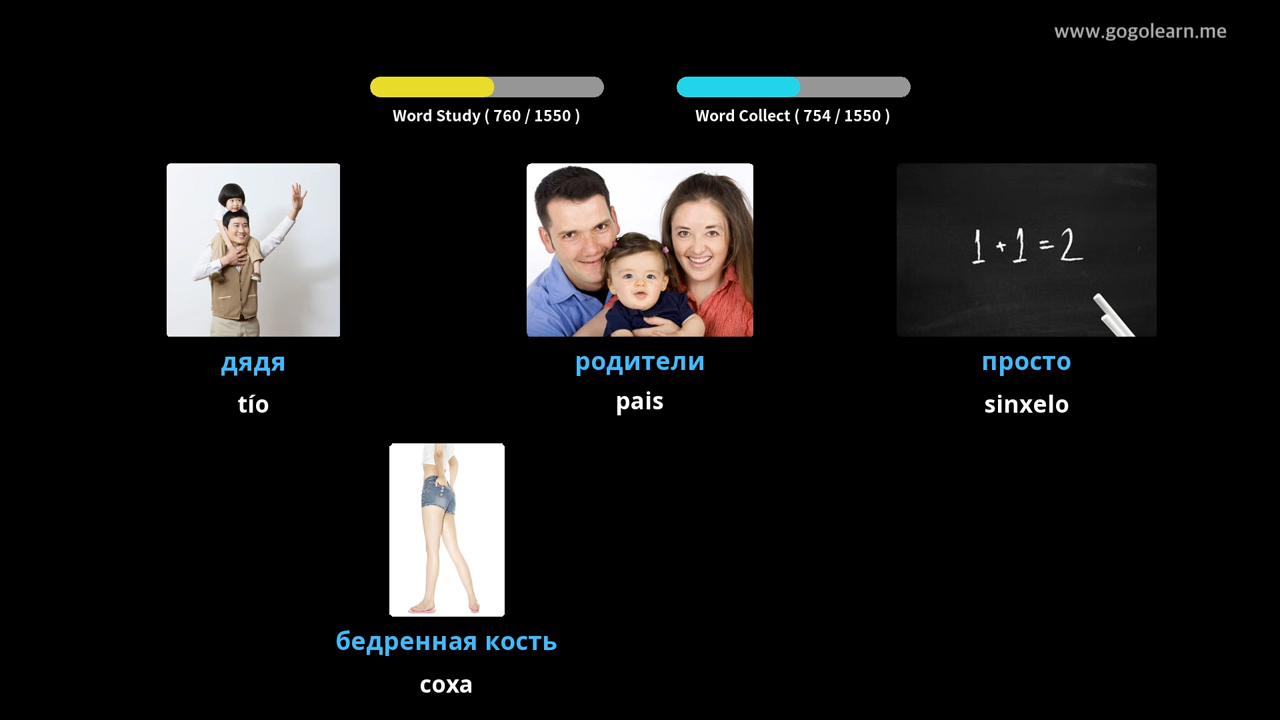 www.gogolearn.me
Word Study ( 760 / 1550 )
Word Collect ( 754 / 1550 )
1 + 1 = 2
дядя
tío
родители
pais
просто
sinxelo
бедренная кость
coxa